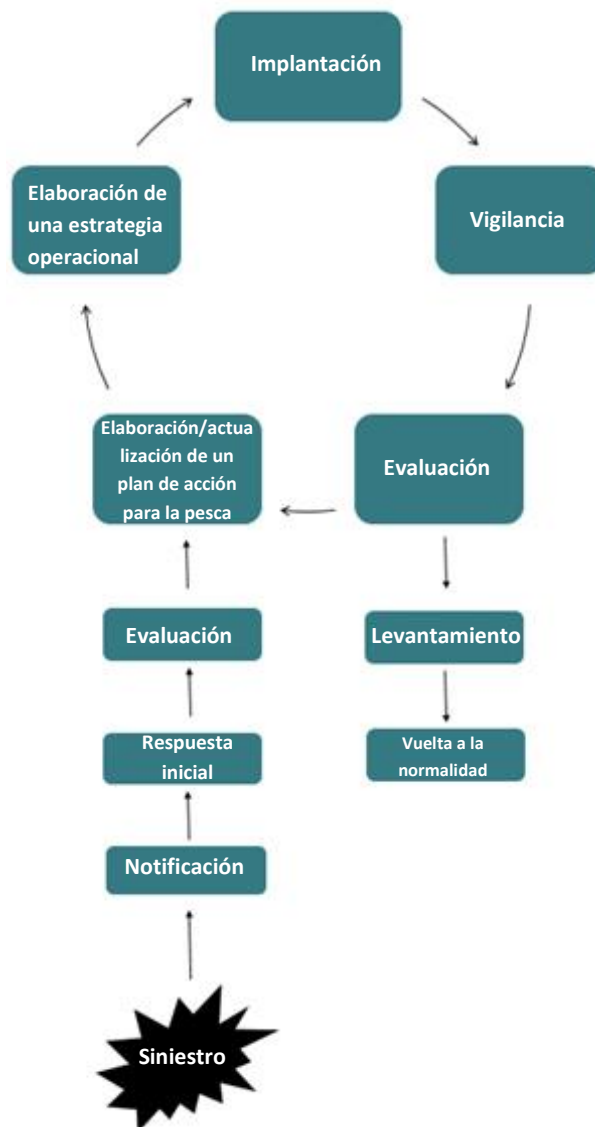 Implantación
Elaboración de
una estrategia
operacional
Vigilancia
Elaboración/actua
lización de un
plan de acción
para la pesca
Evaluación
Evaluación
Levantamiento
Respuesta
inicial
Vuelta a la
normalidad
Notificación
Siniestro